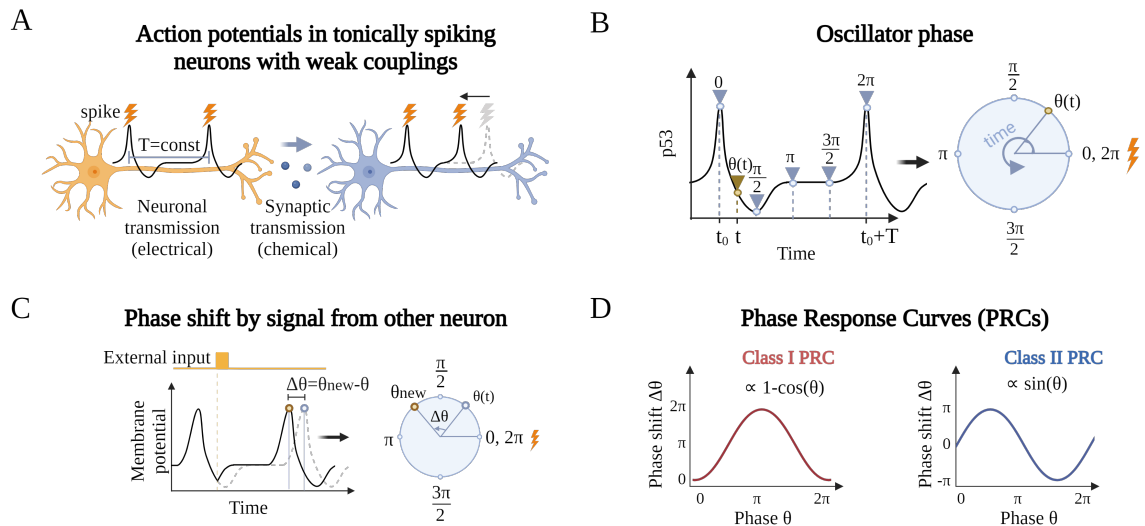 A
Action potentials in tonically spiking
neurons with weak couplings
spike
T=const
Neuronal
transmission
(electrical)
Synaptic
transmission
(chemical)
B
Oscillator phase
p53
0
θ(t)
π/2
π
3π/2
2π
t₀
t
t₀+T
Time
π/2
θ(t)
time
π
0, 2π
3π/2
C
Phase shift by signal from other neuron
External input
Δθ=θnew-θ
Membrane
potential
Time
π/2
θnew
θ(t)
Δθ
π
0, 2π
3π/2
D
Phase Response Curves (PRCs)
Class I PRC
∝ 1-cos(θ)
Phase shift Δθ
2π
π
0
0
π
2π
Phase θ
Class II PRC
∝ sin(θ)
Phase shift Δθ
π
0
-π
0
π
2π
Phase θ